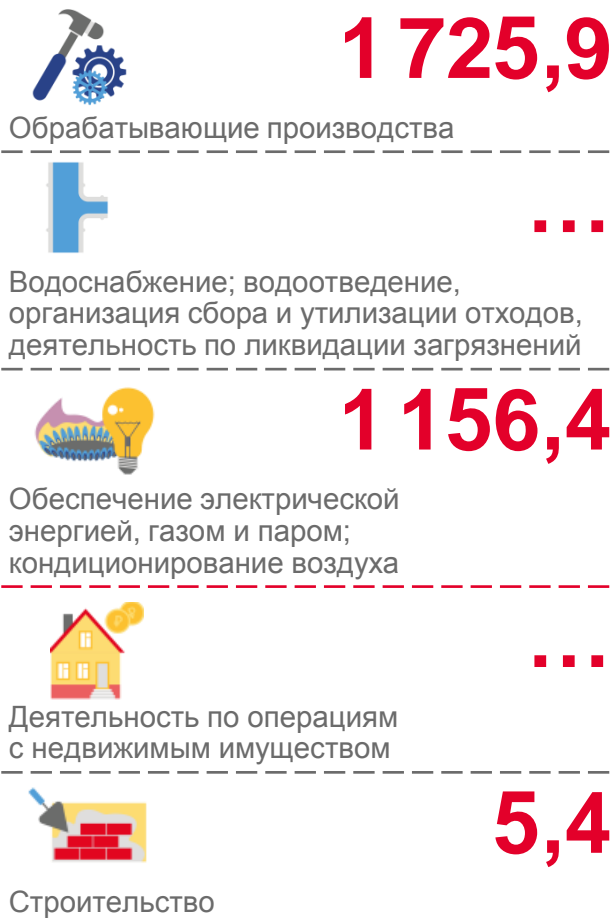 1 725,9
Обрабатывающие производства
...
Водоснабжение; водоотведение,
организация сбора и утилизации отходов,
деятельность по ликвидации загрязнений
1 156,4
Обеспечение электрической
энергией, газом и паром;
кондиционирование воздуха
...
Деятельность по операциям
с недвижимым имуществом
5,4
Строительство